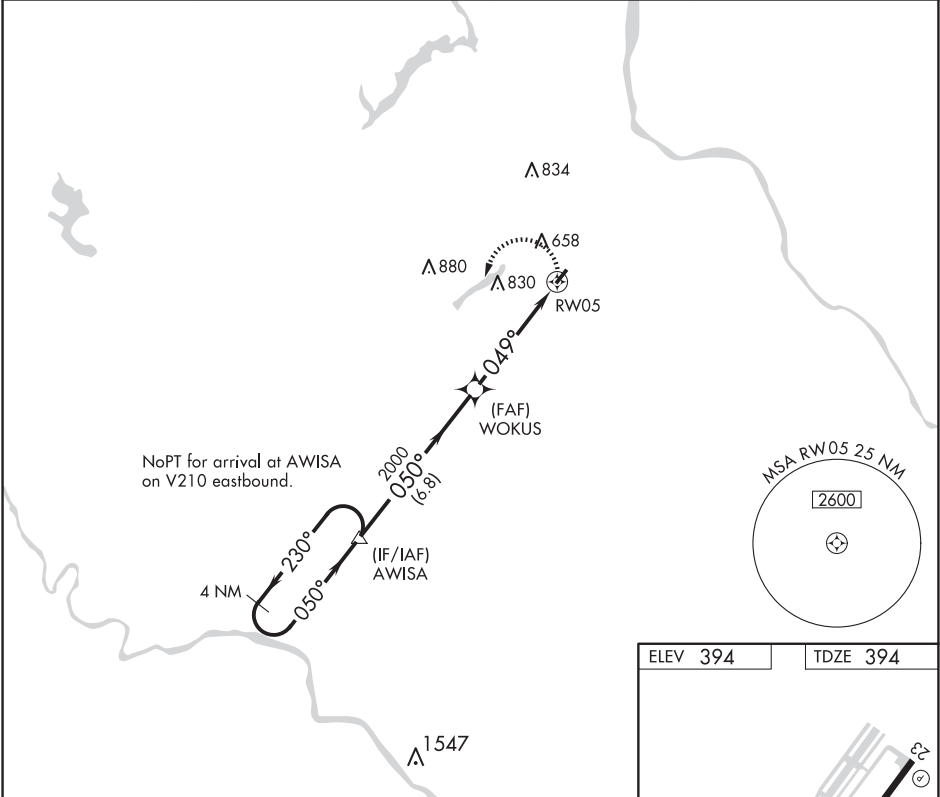 834
658
880
830
RW05
049°
(FAF)
WOKUS
NoPT for arrival at AWISA
on V210 eastbound.
2000
050°
(6.8)
MSA RW05 25 NM
2600
230°
(IF/IAF)
AWISA
4 NM
050°
ELEV 394
TDZE 394
1547
23